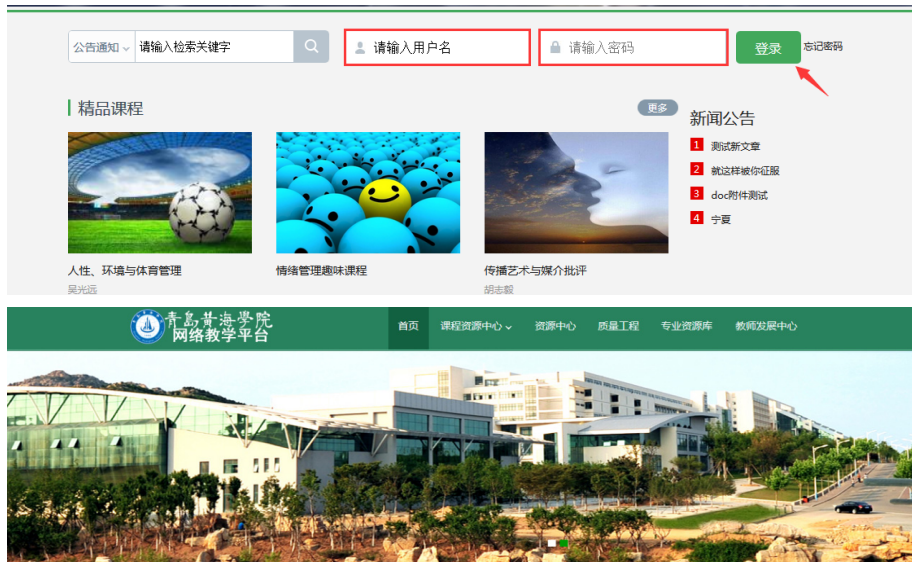 公告通知 请输入检索关键字 请输入用户名 请输入密码 登录 忘记密码
精品课程 更多
新闻公告
1 测试新文章
2 就这样被你征服
3 doc附件测试
4 宁夏
人性、环境与体育管理 情绪管理趣味课程 传播艺术与媒介批评
吴光远 胡志毅
青島黄海學院
网络教学平台
首页 课程资源中心 资源中心 质量工程 专业资源库 教师发展中心